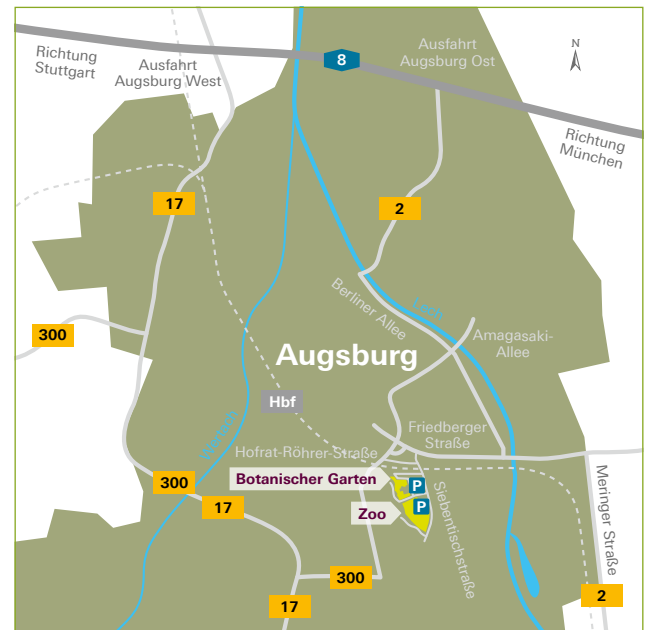 N
Richtung
Stuttgart
Ausfahrt
Augsburg West
8
Ausfahrt
Augsburg Ost
Richtung
München
17
2
Lech
Berliner Allee
300
Amagasaki-
Allee
Augsburg
Hbf
Wertach
Friedberger
Straße
Hofrat-Röhrer-Straße
Botanischer Garten
P
Zoo
P
Siebentischstraße
Meringer Straße
300
17
300
17
2